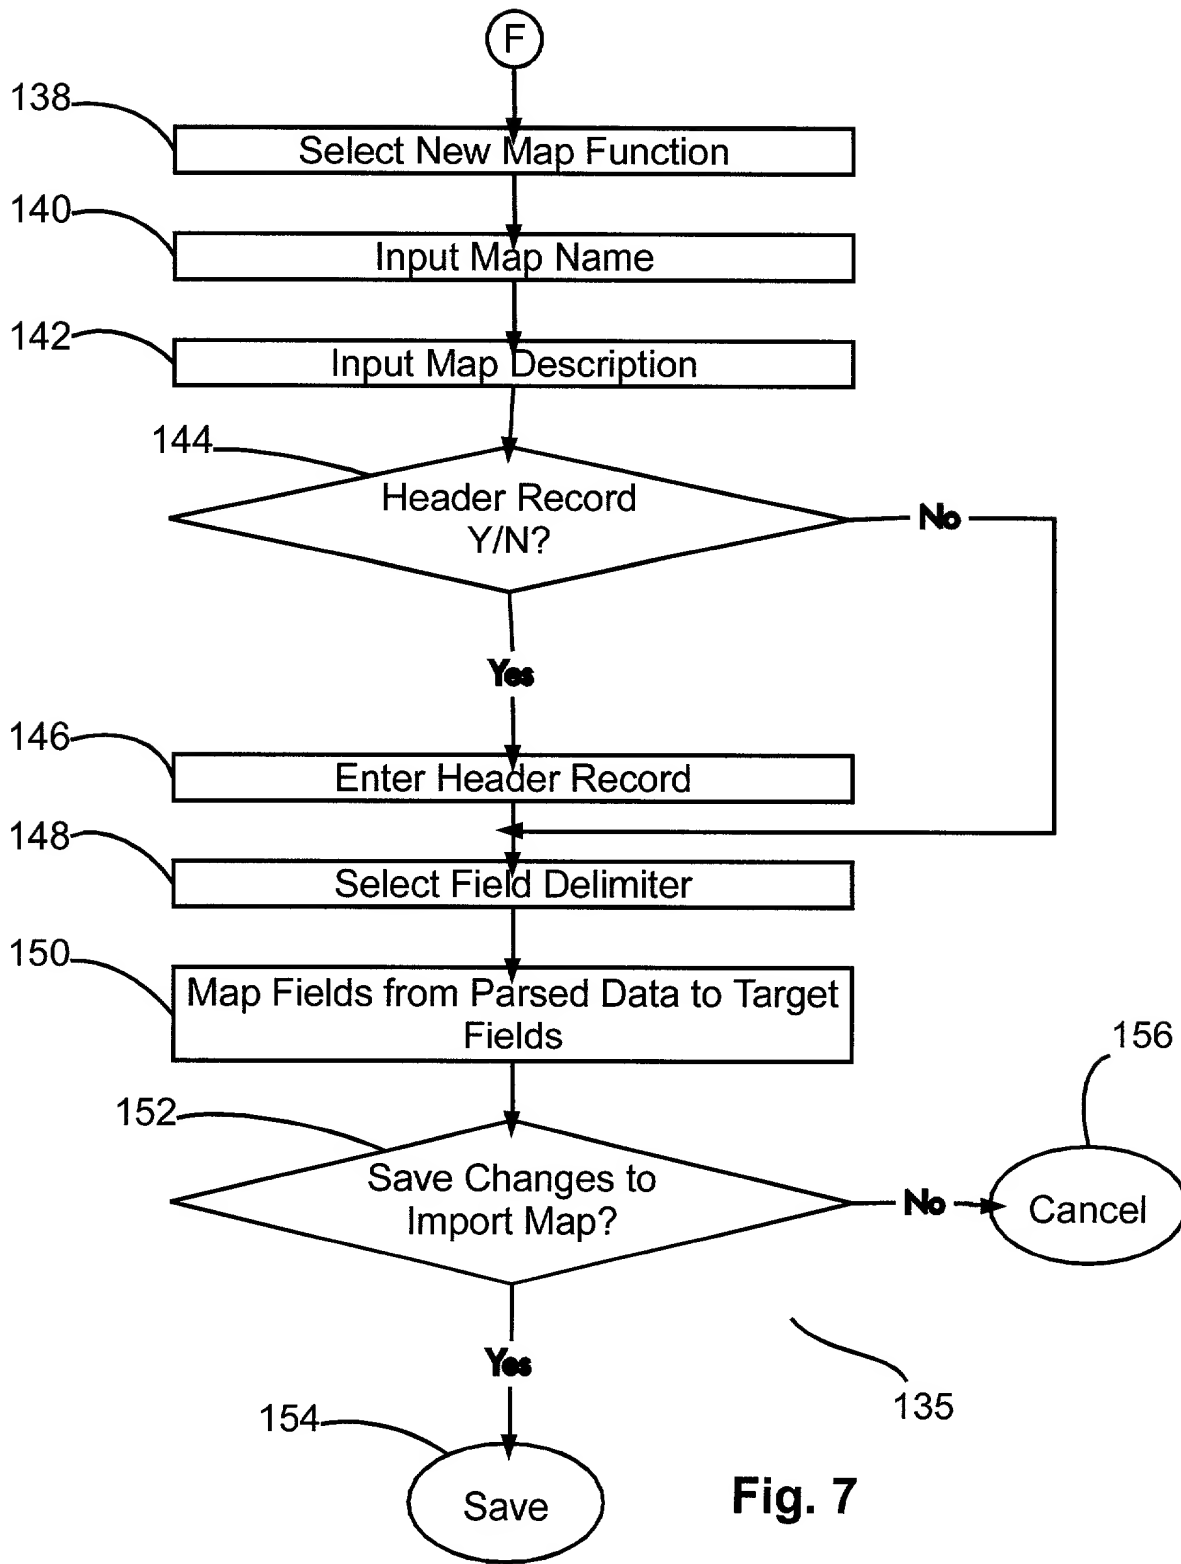 F
138
Select New Map Function
140
Input Map Name
142
Input Map Description
144
Header Record
Y/N?
No
Yes
146
Enter Header Record
148
Select Field Delimiter
150
Map Fields from Parsed Data to Target
Fields
156
152
Save Changes to
Import Map?
No
Cancel
Yes
135
154
Save
Fig. 7